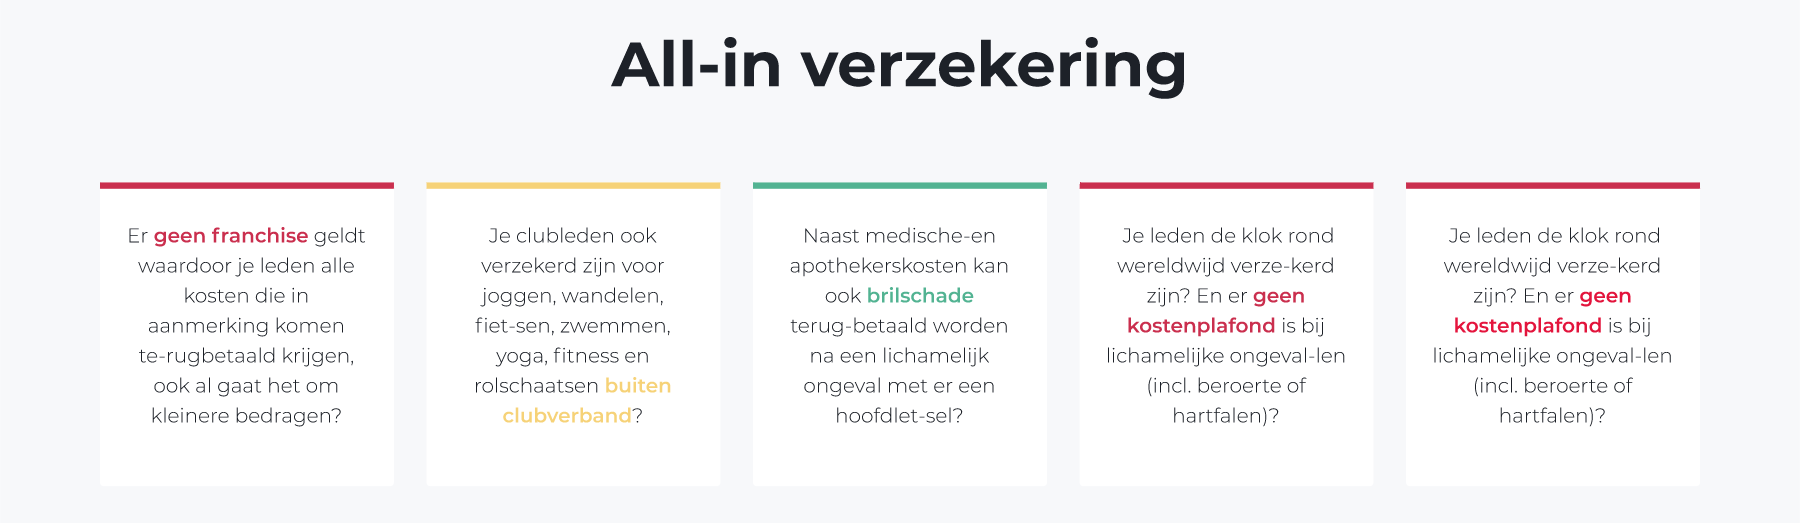 All-in verzekering
Er geen franchise geldt
waardoor je leden alle
kosten die in
aanmerking komen
te-rugbetaald krijgen,
ook al gaat het om
kleinere bedragen?
Je clubleden ook
verzekerd zijn voor
joggen, wandelen,
fiet-sen, zwemmen,
yoga, fitness en
rolschaatsen buiten
clubverband?
Naast medische-en
apothekerskosten kan
ook brilschade
terug-betaald worden
na een lichamelijk
ongeval met er een
hoofdlet-sel?
Je leden de klok rond
wereldwijd verze-kerd
zijn? En er geen
kostenplafond is bij
lichamelijke ongeval-len
(incl. beroerte of
hartfalen)?
Je leden de klok rond
wereldwijd verze-kerd
zijn? En er geen
kostenplafond is bij
lichamelijke ongeval-len
(incl. beroerte of
hartfalen)?